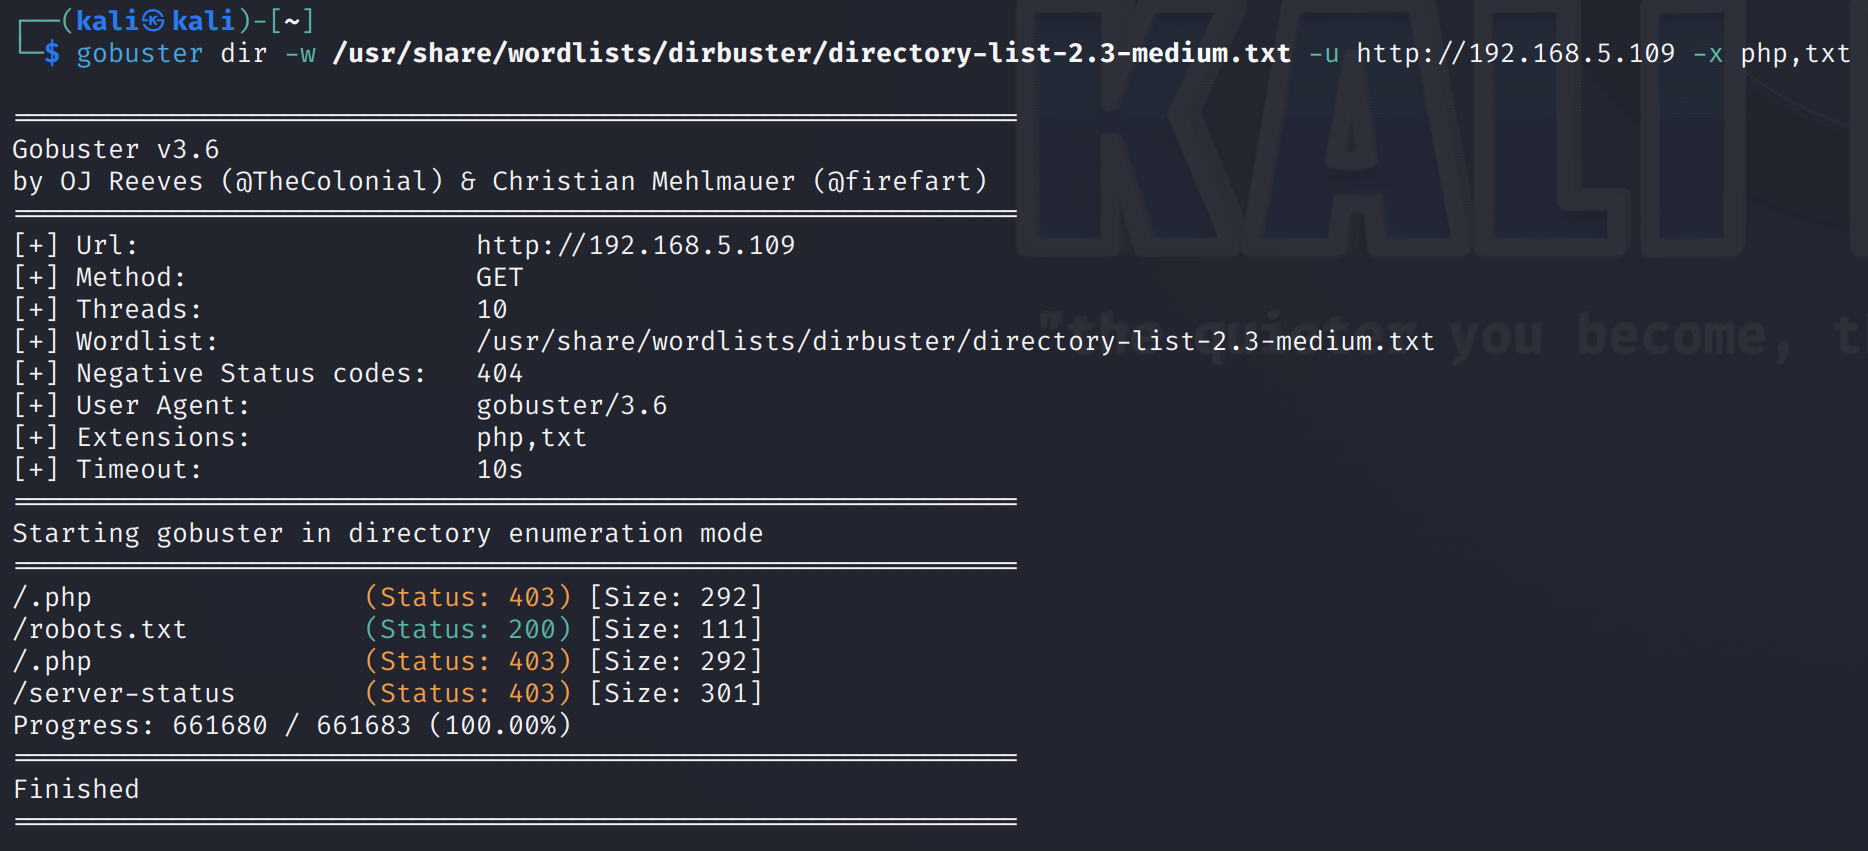 ┌──(kali㉿kali)-[~]
└─$ gobuster dir -w /usr/share/wordlists/dirbuster/directory-list-2.3-medium.txt -u http://192.168.5.109 -x php,txt
===============================================================
Gobuster v3.6
by OJ Reeves (@TheColonial) & Christian Mehlmauer (@firefart)
===============================================================
[+] Url:                     http://192.168.5.109
[+] Method:                  GET
[+] Threads:                 10
[+] Wordlist:                /usr/share/wordlists/dirbuster/directory-list-2.3-medium.txt
[+] Negative Status codes:   404
[+] User Agent:              gobuster/3.6
[+] Extensions:              php,txt
[+] Timeout:                 10s
===============================================================
Starting gobuster in directory enumeration mode
===============================================================
/.php                 (Status: 403) [Size: 292]
/robots.txt           (Status: 200) [Size: 111]
/.php                 (Status: 403) [Size: 292]
/server-status        (Status: 403) [Size: 301]
Progress: 661680 / 661683 (100.00%)
===============================================================
Finished
===============================================================
KALI
"the quieter you become, t